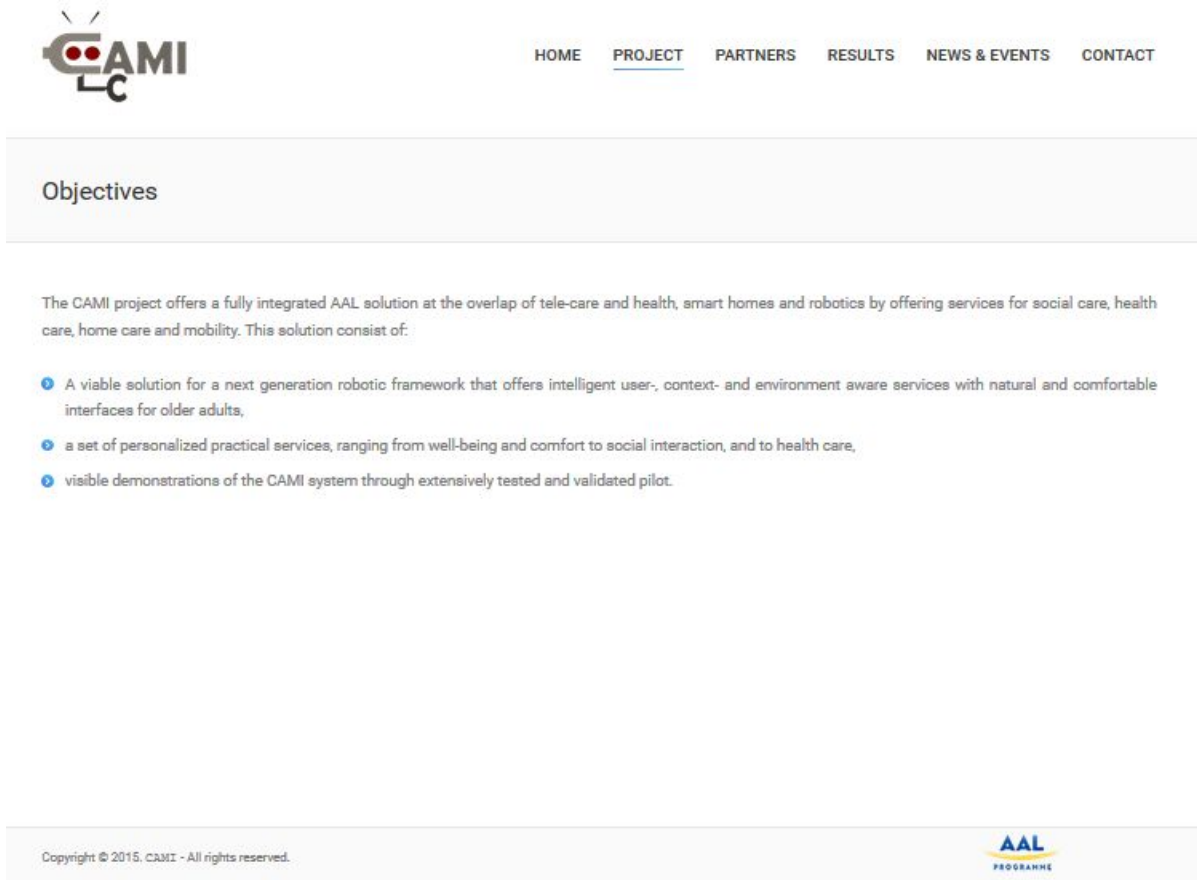 CAMI
C
HOME PROJECT PARTNERS RESULTS NEWS & EVENTS CONTACT
Objectives
The CAMI project offers a fully integrated AAL solution at the overlap of tele-care and health, smart homes and robotics by offering services for social care, health
care, home care and mobility. This solution consist of:
A viable solution for a next generation robotic framework that offers intelligent user-, context- and environment aware services with natural and comfortable
interfaces for older adults,
a set of personalized practical services, ranging from well-being and comfort to social interaction, and to health care,
visible demonstrations of the CAMI system through extensively tested and validated pilot.
Copyright © 2015. CAMI - All rights reserved.
AAL
PROGRAMME